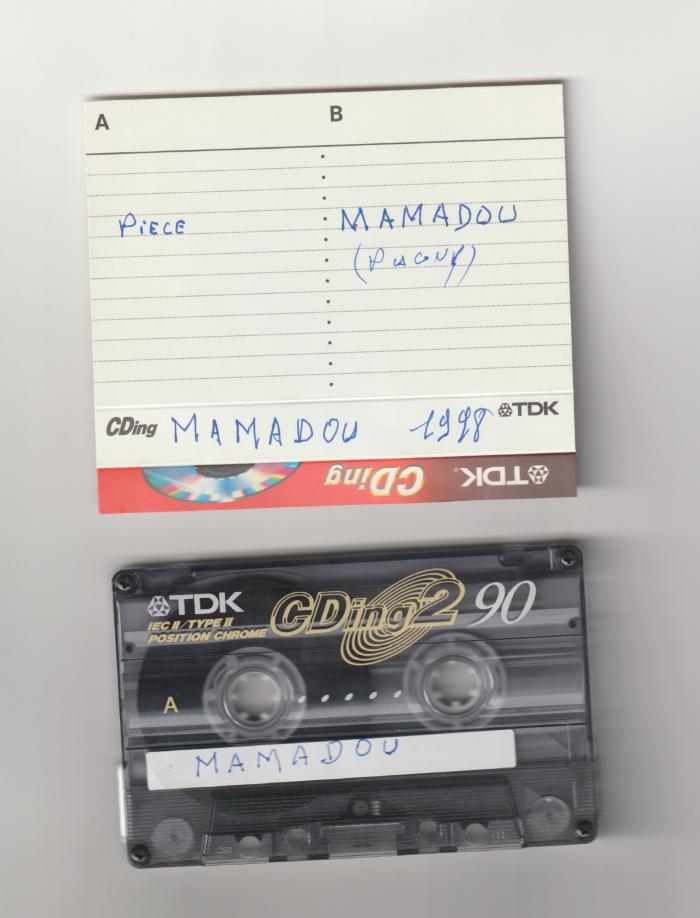 A B
PIECE MAMADOU
CDing MAMADOU 1998 TDK
CDing TDK
TDK CDing2 90
IEC II/TYPE II
POSITION CHROME
A
MAMADOU